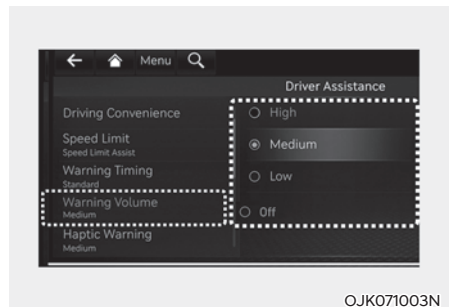 Menu
Driver Assistance
Driving Convenience
High
Speed Limit
Speed Limit Assist
Medium
Warning Timing
Standard
Low
Warning Volume
Medium
Off
Haptic Warning
Medium
OJK071003N